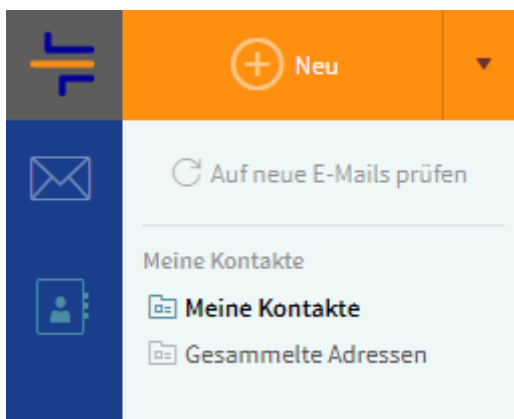 Neu
Auf neue E-Mails prüfen
Meine Kontakte
Meine Kontakte
Gesammelte Adressen